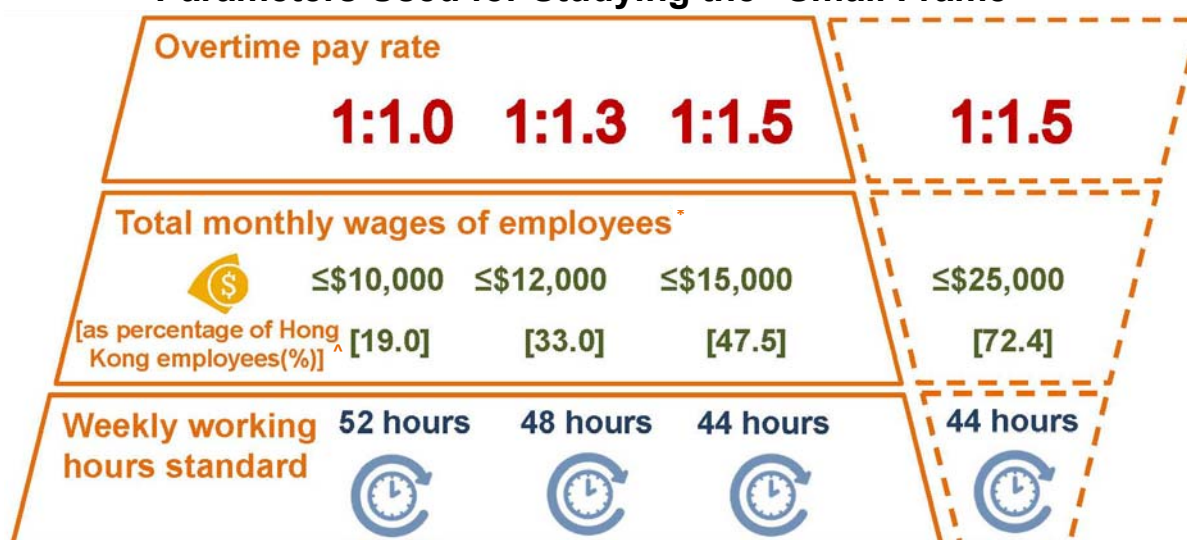 Overtime pay rate
1:1.0 1:1.3 1:1.5 1:1.5
Total monthly wages of employees*
$
≤$10,000 ≤$12,000 ≤$15,000 ≤$25,000
[as percentage of Hong
Kong employees(%)]^ [19.0] [33.0] [47.5] [72.4]
Weekly working
hours standard
52 hours 48 hours 44 hours 44 hours